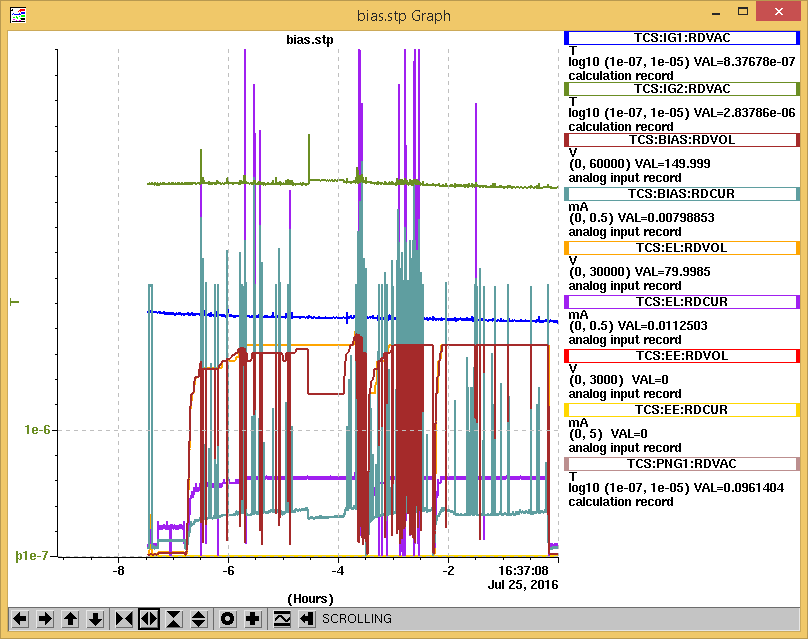 bias.stp Graph
bias.stp
T
1e-6
1e-7
-8
-6
-4
-2
16:37:08
Jul 25, 2016
(Hours)
TCS:IG1:RDVAC
T
log10 (1e-07, 1e-05) VAL=8.37678e-07
calculation record
TCS:IG2:RDVAC
T
log10 (1e-07, 1e-05) VAL=2.83786e-06
calculation record
TCS:BIAS:RDVOL
V
(0, 60000) VAL=149.999
analog input record
TCS:BIAS:RDCUR
mA
(0, 0.5) VAL=0.00798853
analog input record
TCS:EL:RDVOL
V
(0, 30000) VAL=79.9985
analog input record
TCS:EL:RDCUR
mA
(0, 0.5) VAL=0.0112503
analog input record
TCS:EE:RDVOL
V
(0, 3000)  VAL=0
analog input record
TCS:EE:RDCUR
mA
(0, 5)  VAL=0
analog input record
TCS:PNG1:RDVAC
T
log10 (1e-07, 1e-05) VAL=0.0961404
calculation record
SCROLLING